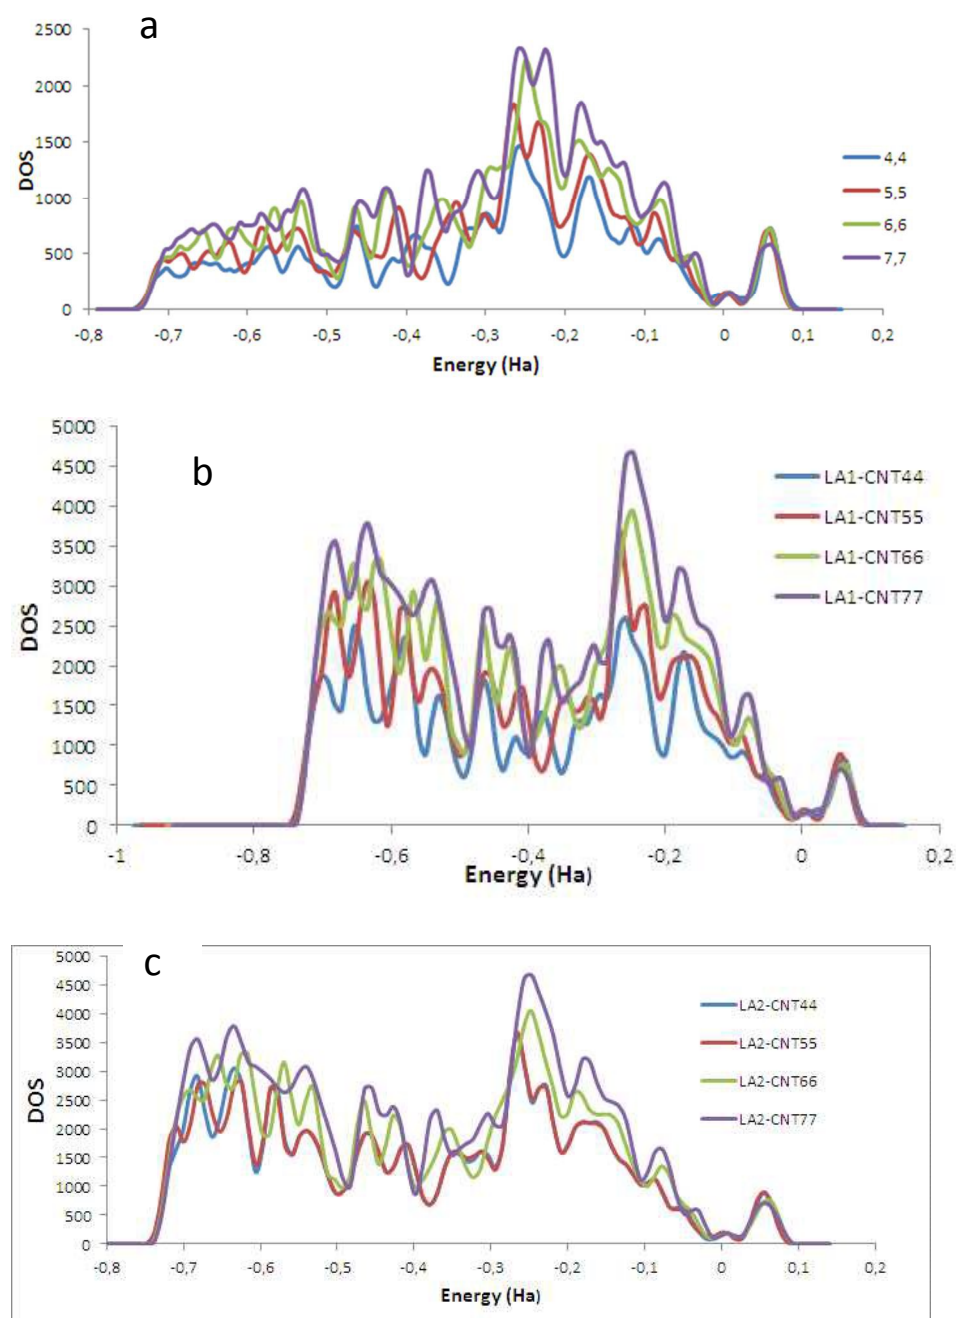 a
2500
2000
1500
1000
500
0
DOS
-0,8 -0,7 -0,6 -0,5 -0,4 -0,3 -0,2 -0,1 0 0,1 0,2
Energy (Ha)
4,4
5,5
6,6
7,7
b
5000
4500
4000
3500
3000
2500
2000
1500
1000
500
0
DOS
-1 -0,8 -0,6 -0,4 -0,2 0 0,2
Energy (Ha)
LA1-CNT44
LA1-CNT55
LA1-CNT66
LA1-CNT77
c
5000
4500
4000
3500
3000
2500
2000
1500
1000
500
0
DOS
-0,8 -0,7 -0,6 -0,5 -0,4 -0,3 -0,2 -0,1 0 0,1 0,2
Energy (Ha)
LA2-CNT44
LA2-CNT55
LA2-CNT66
LA2-CNT77